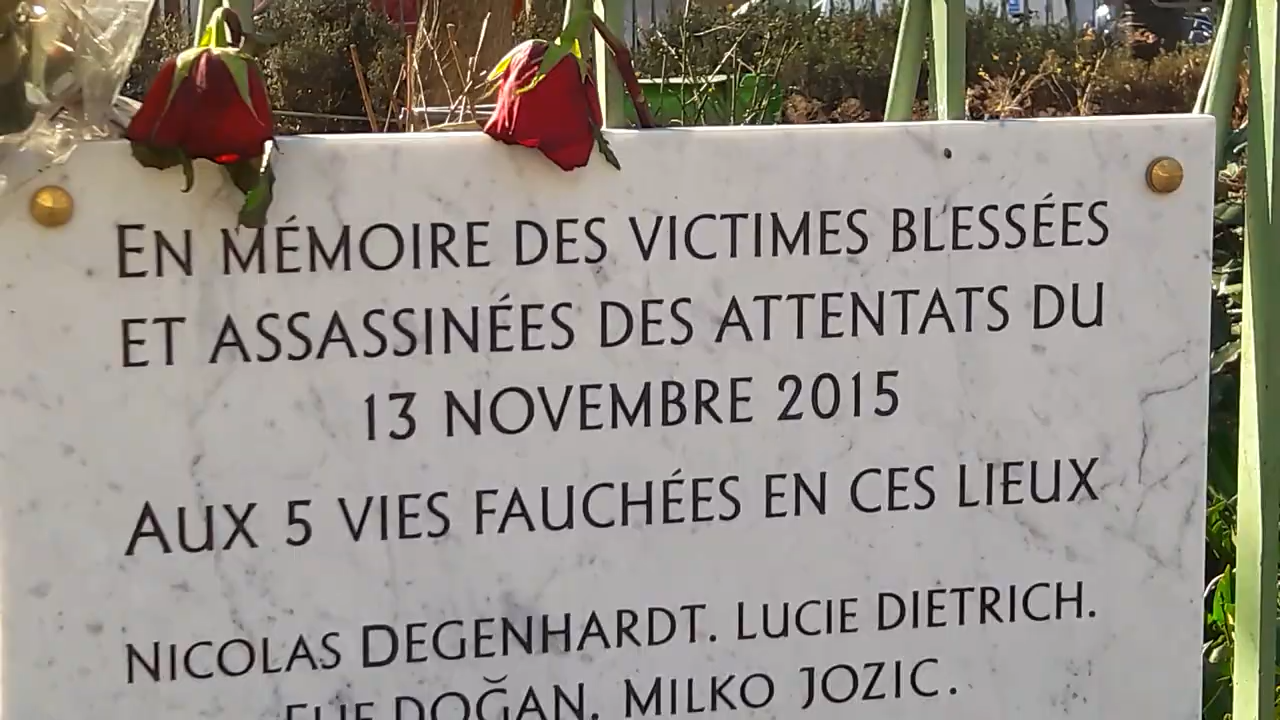 EN MÉMOIRE DES VICTIMES BLESSÉES
ET ASSASSINÉES DES ATTENTATS DU
13 NOVEMBRE 2015
AUX 5 VIES FAUCHÉES EN CES LIEUX
NICOLAS DEGENHARDT. LUCIE DIETRICH.
ELIF DOĞAN. MILKO JOZIC.